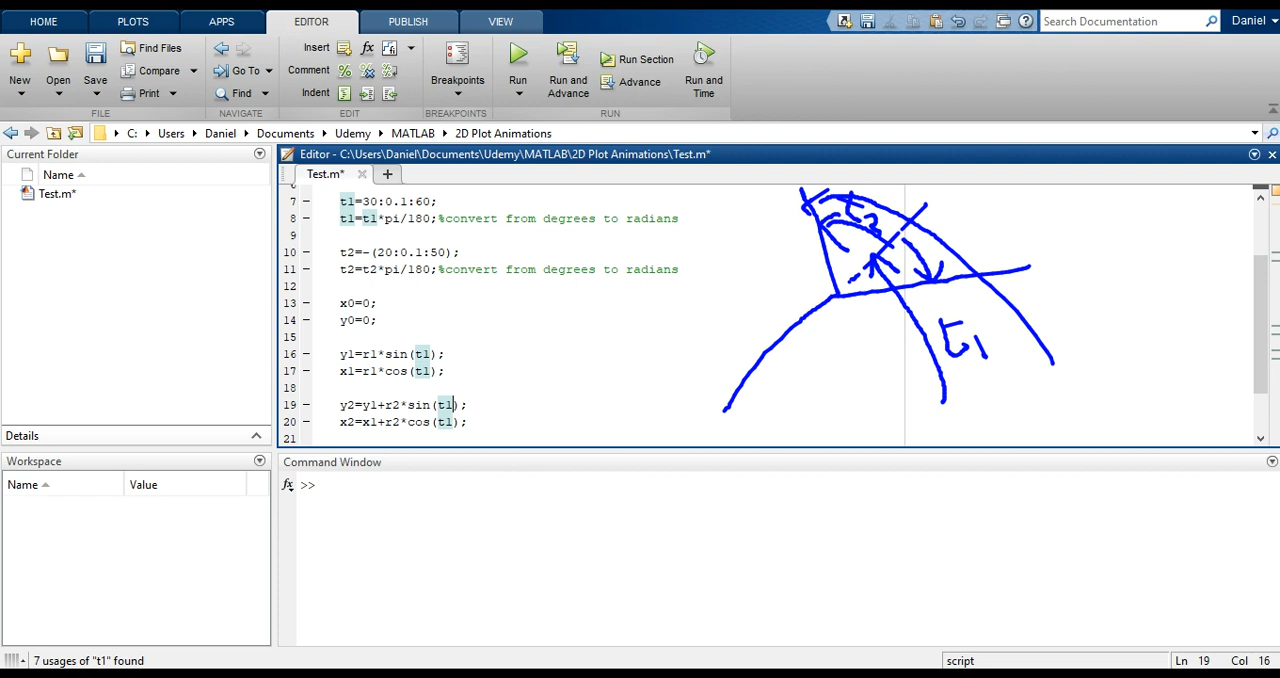 HOME PLOTS APPS EDITOR PUBLISH VIEW Search Documentation Daniel
Find Files Insert fx Run Section
Compare Go To Comment Advance
New Open Save Print Find Indent Breakpoints Run Run and Advance Run and Time
FILE NAVIGATE EDIT BREAKPOINTS RUN
C: Users Daniel Documents Udemy MATLAB 2D Plot Animations
Current Folder
Name
Test.m*
Details
Workspace
Name Value
Editor - C:\Users\Daniel\Documents\Udemy\MATLAB\2D Plot Animations\Test.m*
Test.m*
7 t1=30:0.1:60;
8 t1=t1*pi/180;%convert from degrees to radians
9
10 t2=-(20:0.1:50);
11 t2=t2*pi/180;%convert from degrees to radians
12
13 x0=0;
14 y0=0;
15
16 y1=r1*sin(t1);
17 x1=r1*cos(t1);
18
19 y2=y1+r2*sin(t1);
20 x2=x1+r2*cos(t1);
21
t2
t1
Command Window
fx >>
7 usages of "t1" found script Ln 19 Col 16